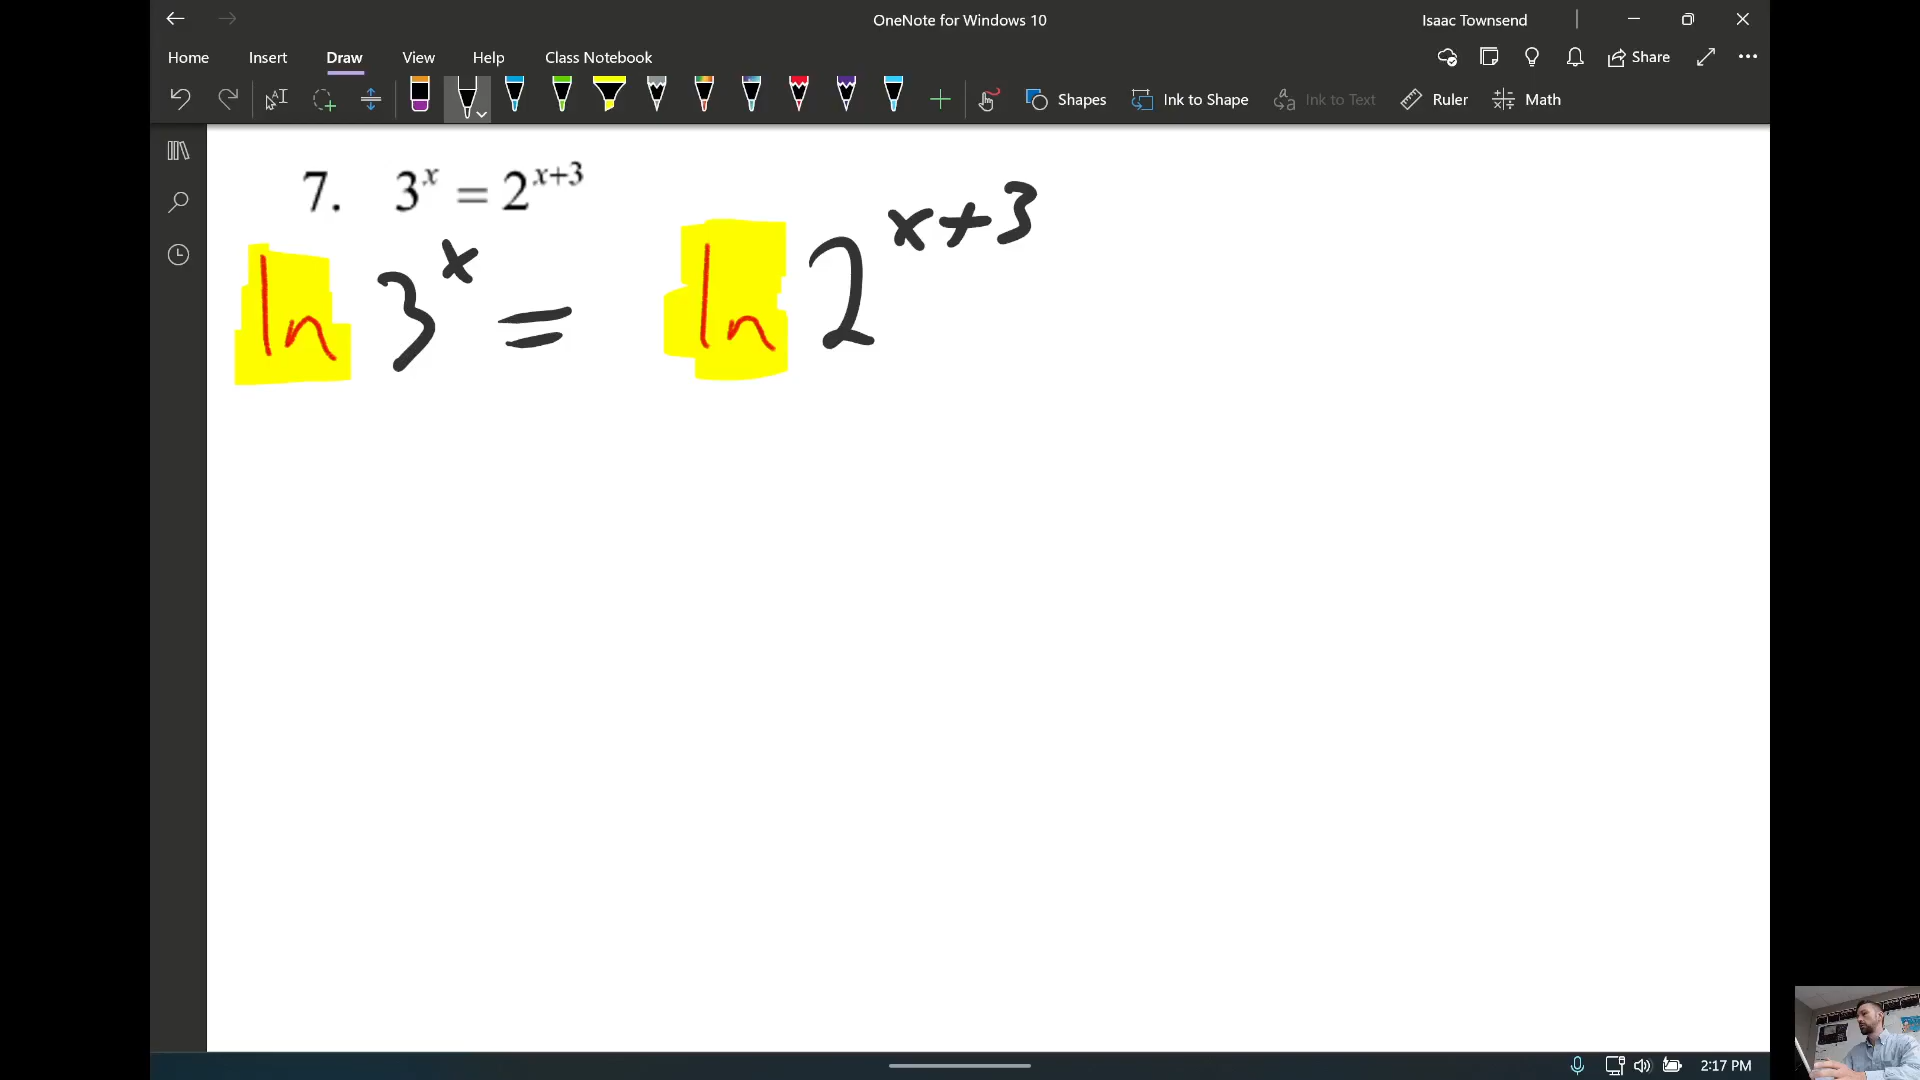 OneNote for Windows 10
Isaac Townsend
Home Insert Draw View Help Class Notebook
Share
Shapes Ink to Shape Ink to Text Ruler Math
7. 3^x = 2^{x+3}
ln 3^x = ln 2^{x+3}
2:17 PM